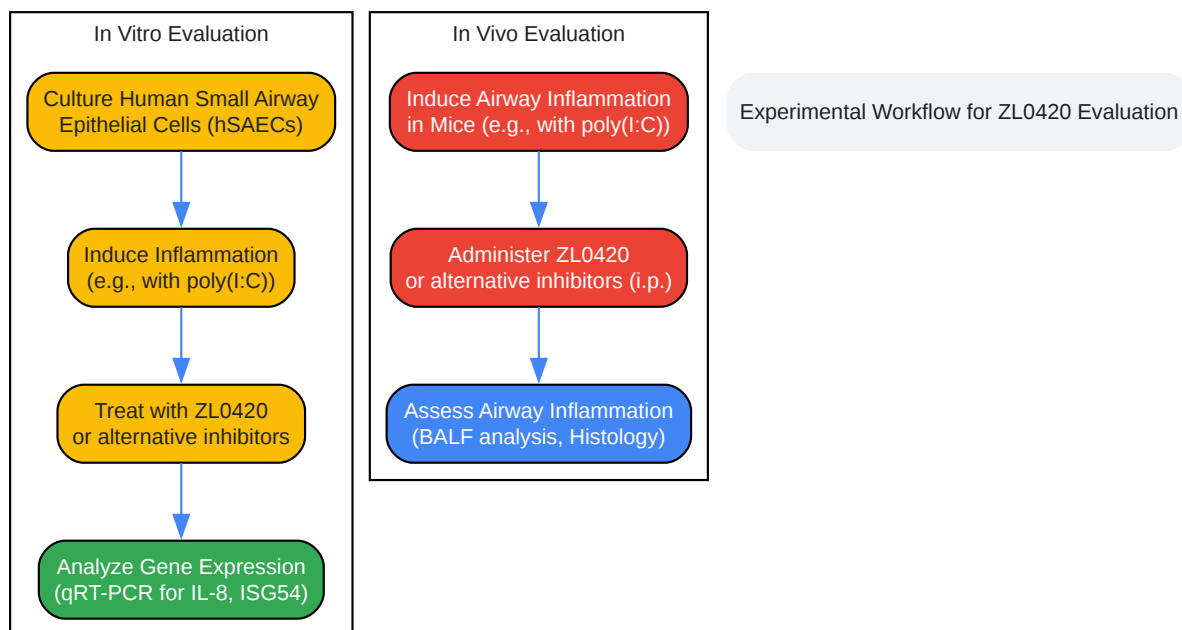 In Vitro Evaluation
Culture Human Small Airway
Epithelial Cells (hSAECs)
Induce Inflammation
(e.g., with poly(I:C))
Treat with ZL0420
or alternative inhibitors
Analyze Gene Expression
(qRT-PCR for IL-8, ISG54)
In Vivo Evaluation
Induce Airway Inflammation
in Mice (e.g., with poly(I:C))
Administer ZL0420
or alternative inhibitors (i.p.)
Assess Airway Inflammation
(BALF analysis, Histology)
Experimental Workflow for ZL0420 Evaluation